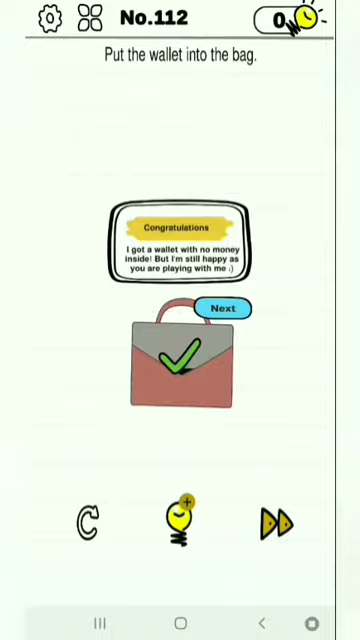 No.112
0
Put the wallet into the bag.
Congratulations
I got a wallet with no money
inside! But I'm still happy as
you are playing with me :)
Next